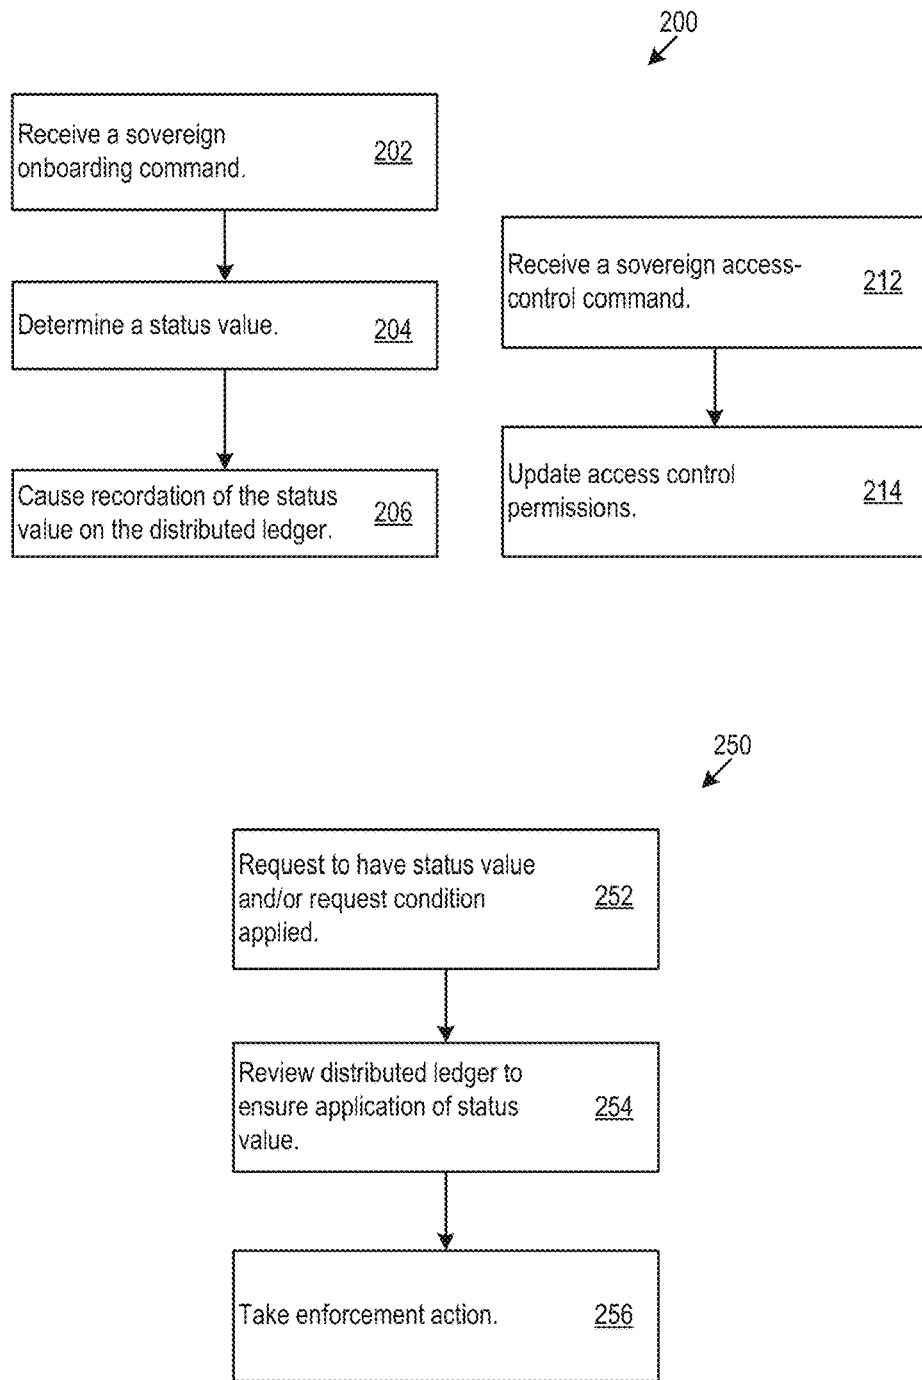 200
Receive a sovereign
onboarding command.
202
Determine a status value.
204
Cause recordation of the status
value on the distributed ledger.
206
Receive a sovereign access-
control command.
212
Update access control
permissions.
214
250
Request to have status value
and/or request condition
applied.
252
Review distributed ledger to
ensure application of status
value.
254
Take enforcement action.
256